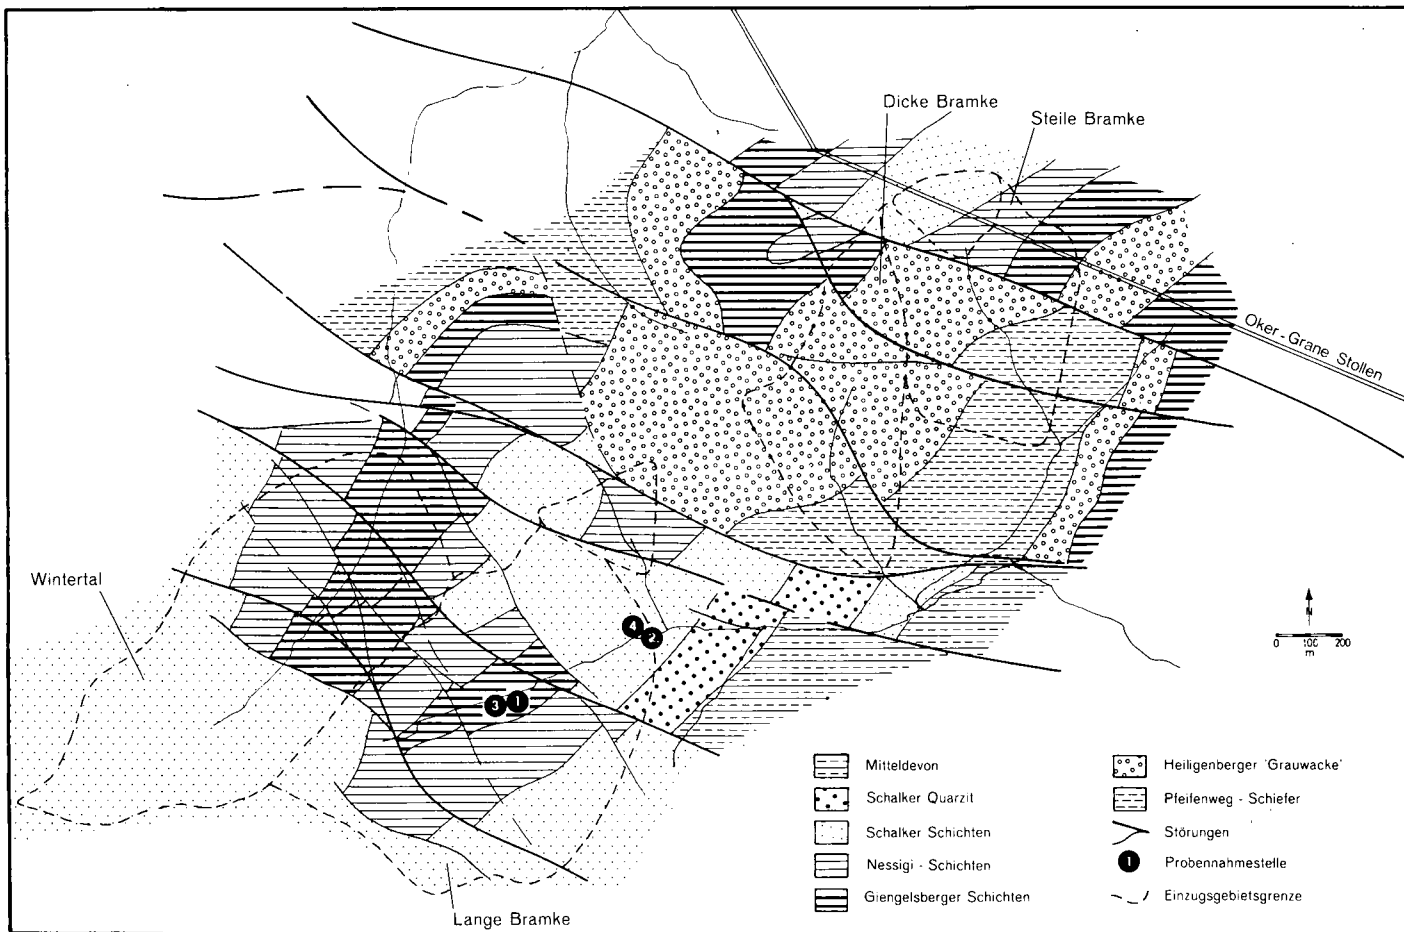 Dicke Bramke
Steile Bramke
Oker - Grane Stollen
Wintertal
4
2
3
1
N
0 100 200
m
Lange Bramke
Mitteldevon
Schalker Quarzit
Schalker Schichten
Nessigi - Schichten
Giengelsberger Schichten
Heiligenberger 'Grauwacke'
Pfeifenweg - Schiefer
Störungen
1 Probennahmestelle
Einzugsgebietsgrenze